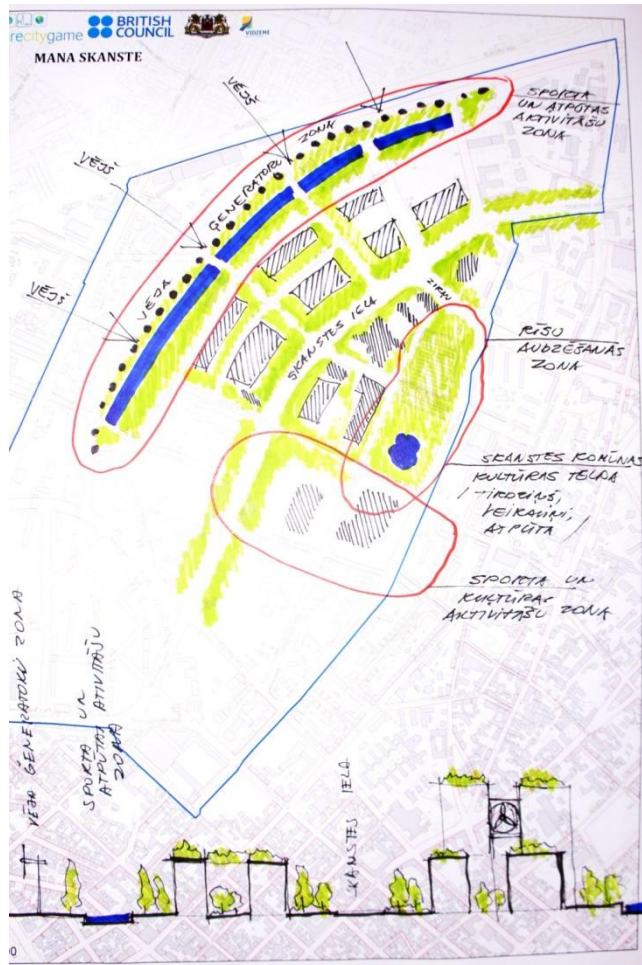 recitygame
BRITISH
COUNCIL
VIDZEME
MANA SKANSTE
VĒJŠ
VĒJŠ
VĒJŠ
VĒJA ĢENERATORU ZONA
SPORTA
UN ATPŪTAS
AKTIVITĀŠU
ZONA
SKANSTES IELA
RĪSU
AUDZĒŠANAS
ZONA
SKANSTES KOMŪNAS
KULTŪRAS TELPA
/ TIRDZIŅŠ,
VEIKALIŅI,
ATPŪTA /
SPORTA UN
KULTŪRAS
AKTIVITĀŠU ZONA
VĒJA ĢENERATORU ZONA
SPORTA UN
ATPŪTAS ATIVITĀŠU
ZONA
SKANSTES IELA